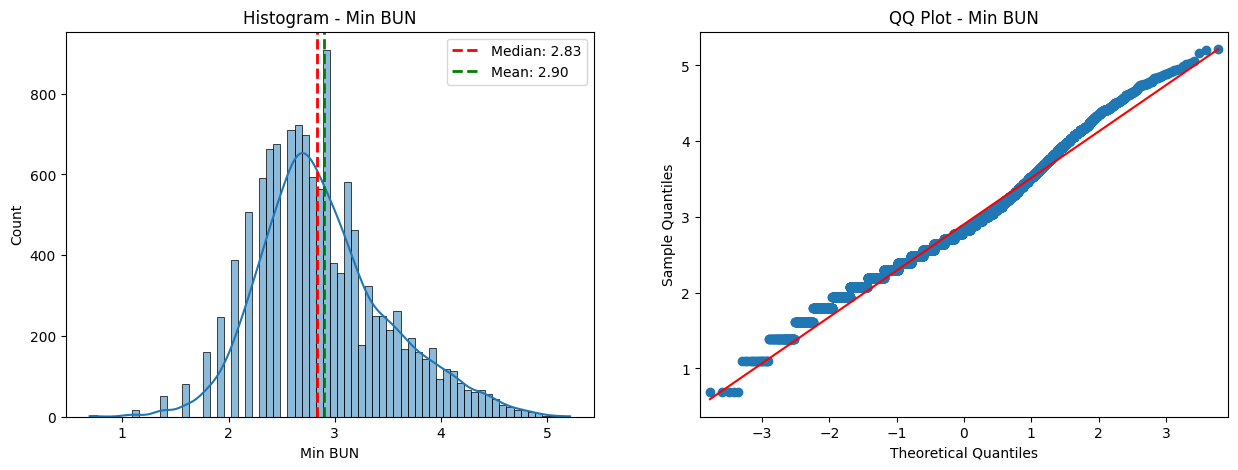 Histogram - Min BUN
Median: 2.83
Mean: 2.90
Count
800
600
400
200
0
1 2 3 4 5
Min BUN
QQ Plot - Min BUN
Sample Quantiles
5
4
3
2
1
−3 −2 −1 0 1 2 3
Theoretical Quantiles